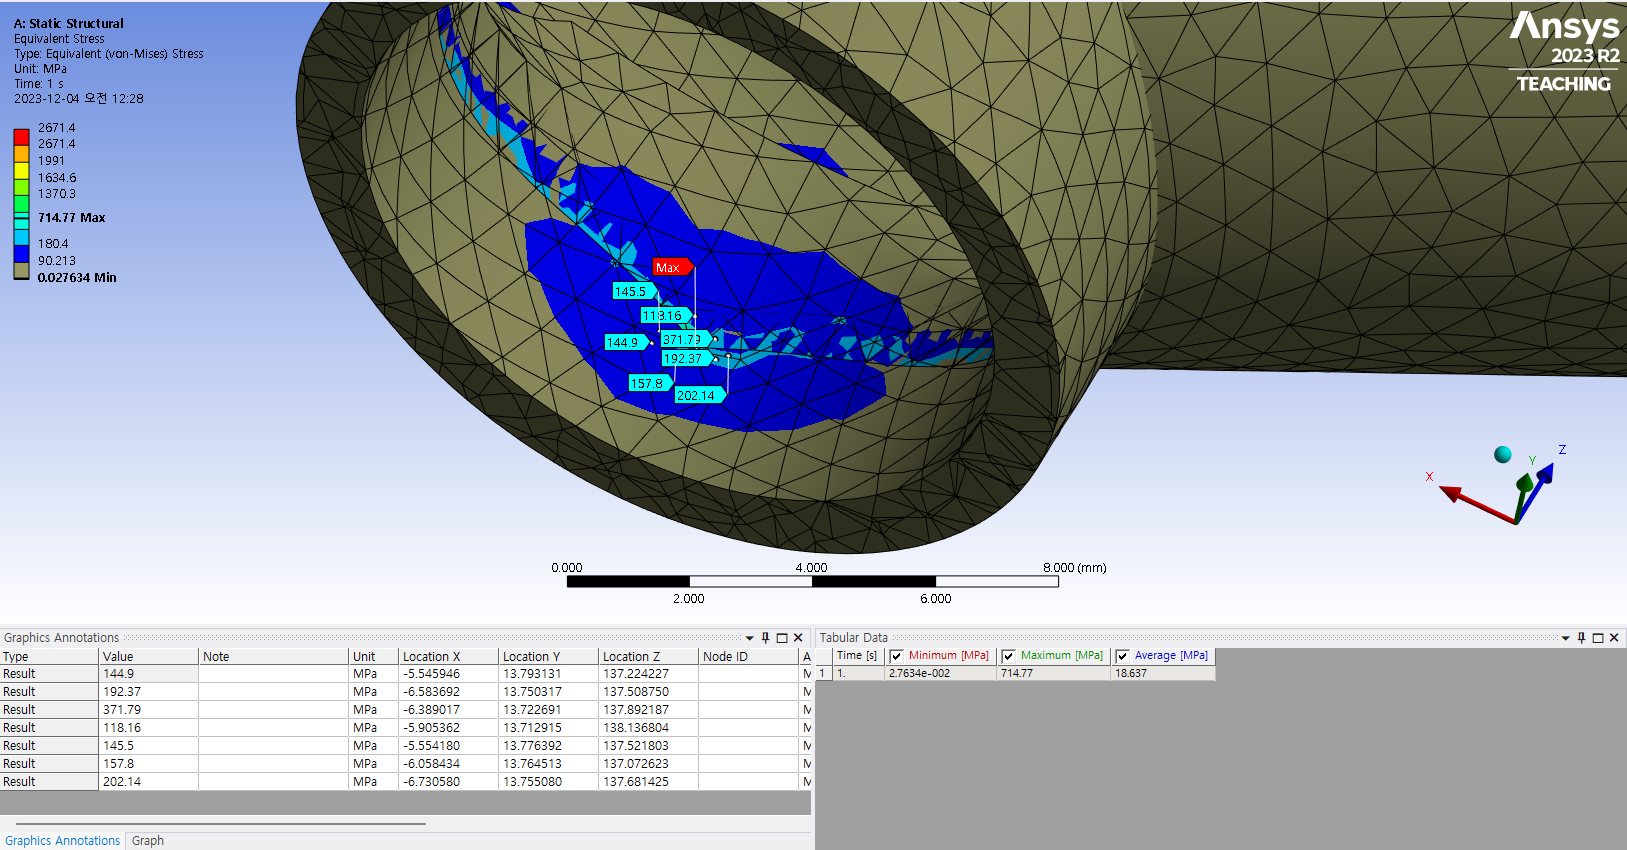 A: Static Structural
Equivalent Stress
Type: Equivalent (von-Mises) Stress
Unit: MPa
Time: 1 s
2023-12-04 오전 12:28
2671.4
2671.4
1991
1634.6
1370.3
714.77 Max
180.4
90.213
0.027634 Min
Ansys
2023 R2
TEACHING
Max
145.5
118.16
144.9
371.79
192.37
157.8
202.14
X
Y
Z
0.000 4.000 8.000 (mm)
2.000 6.000
Graphics Annotations
Type Value Note Unit Location X Location Y Location Z Node ID A
Result 144.9 MPa -5.545946 13.793131 137.224227 M
Result 192.37 MPa -6.583692 13.750317 137.508750 M
Result 371.79 MPa -6.389017 13.722691 137.892187 M
Result 118.16 MPa -5.905362 13.712915 138.136804 M
Result 145.5 MPa -5.554180 13.776392 137.521803 M
Result 157.8 MPa -6.058434 13.764513 137.072623 M
Result 202.14 MPa -6.730580 13.755080 137.681425 M
Graphics Annotations Graph
Tabular Data
Time [s] Minimum [MPa] Maximum [MPa] Average [MPa]
1 1. 2.7634e-002 714.77 18.637